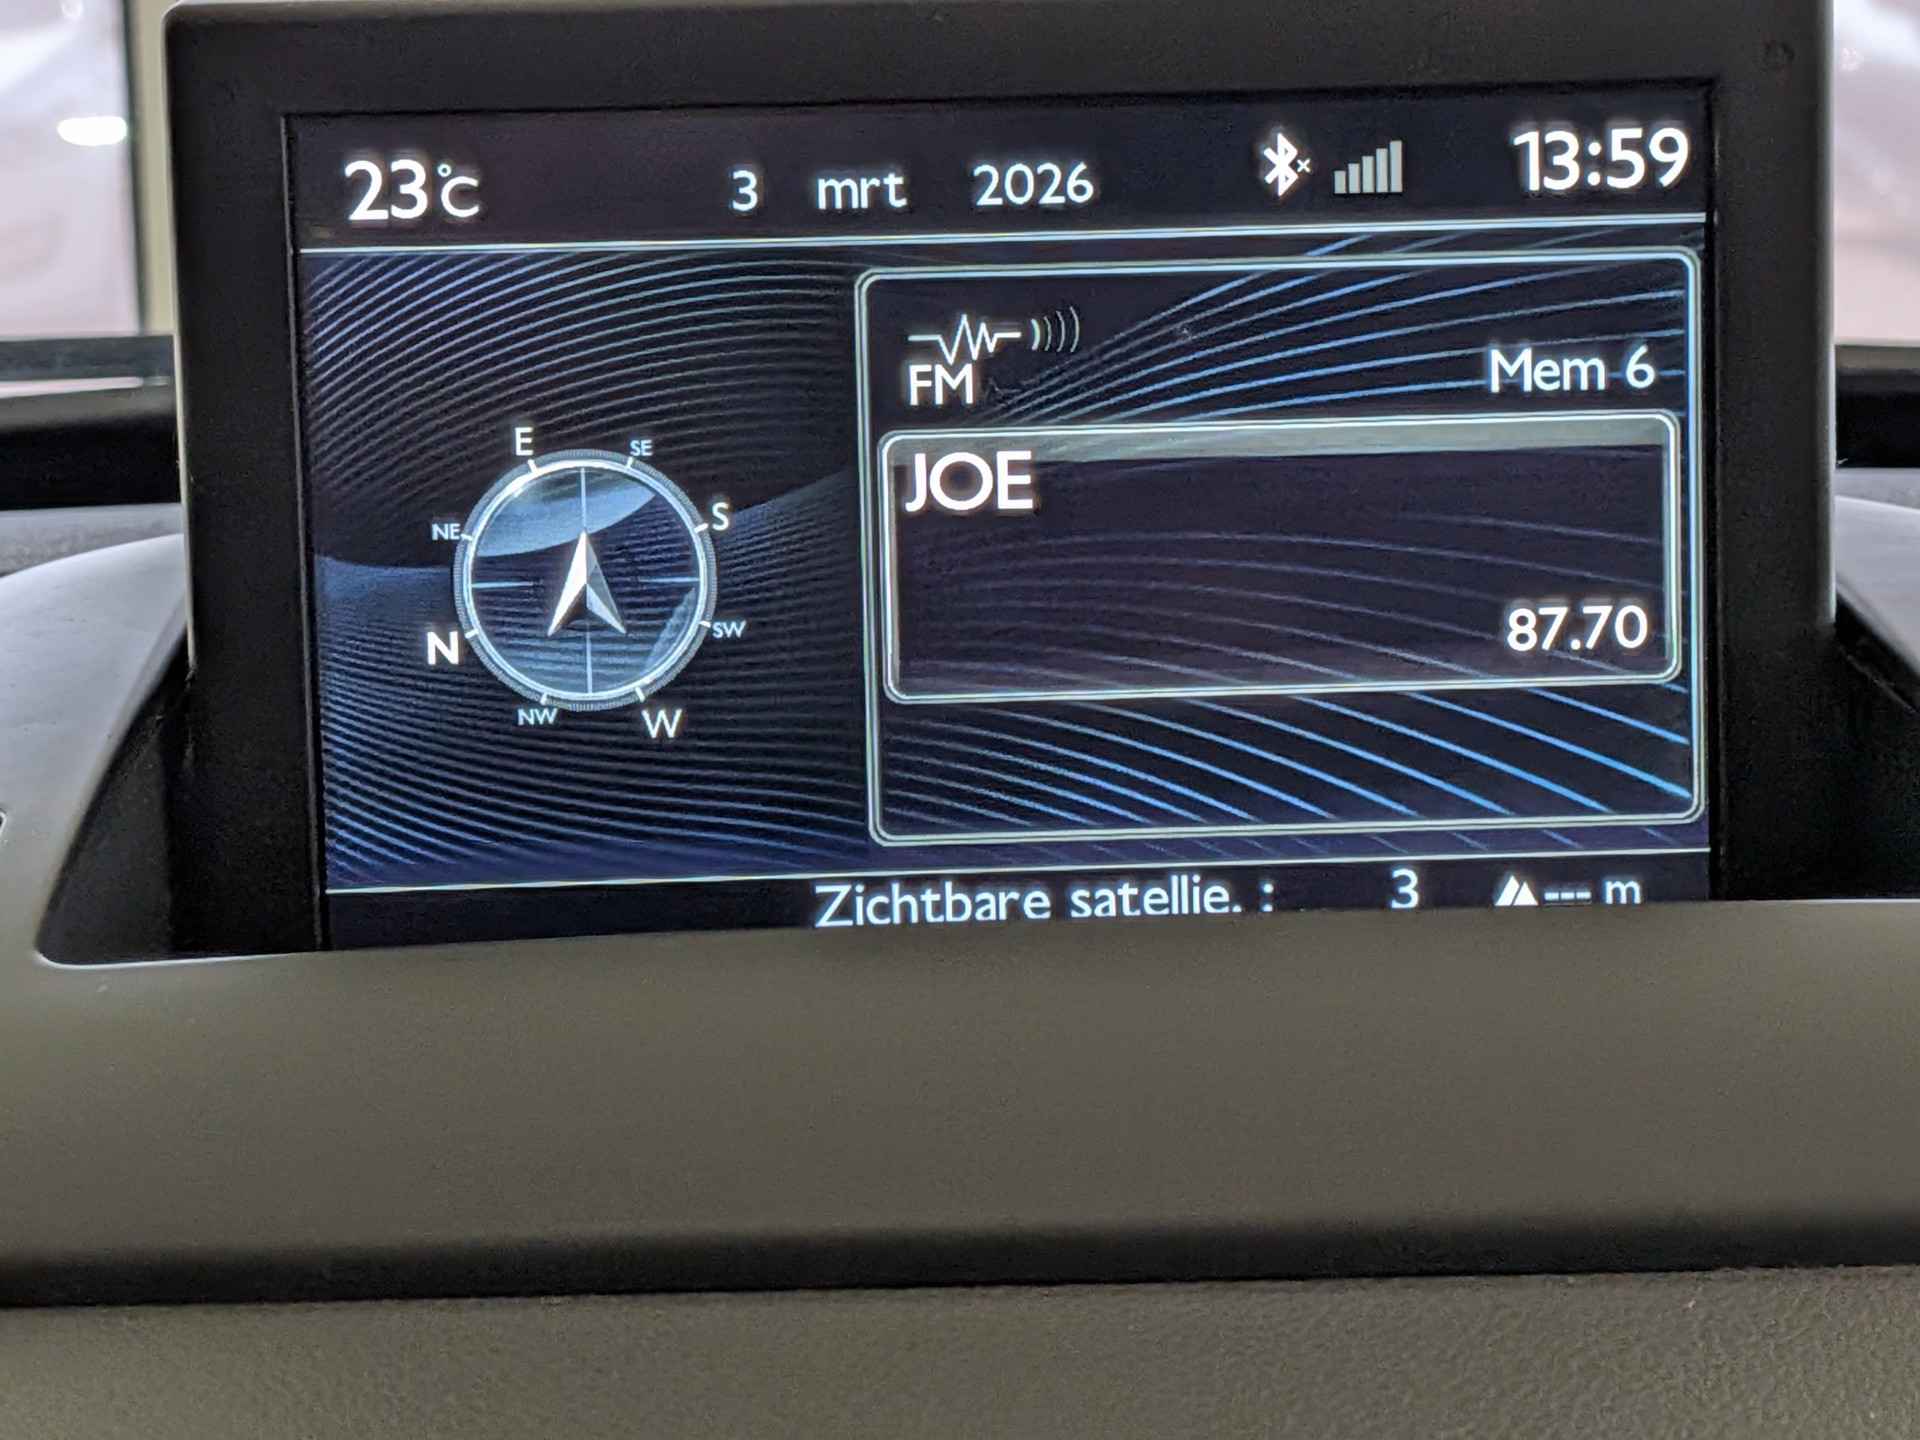 23°C 3 mrt 2026 13:59
FM
Mem 6
JOE
87.70
E
SE
NE
S
N
SW
NW
W
Zichtbare satellie. : 3 --- m